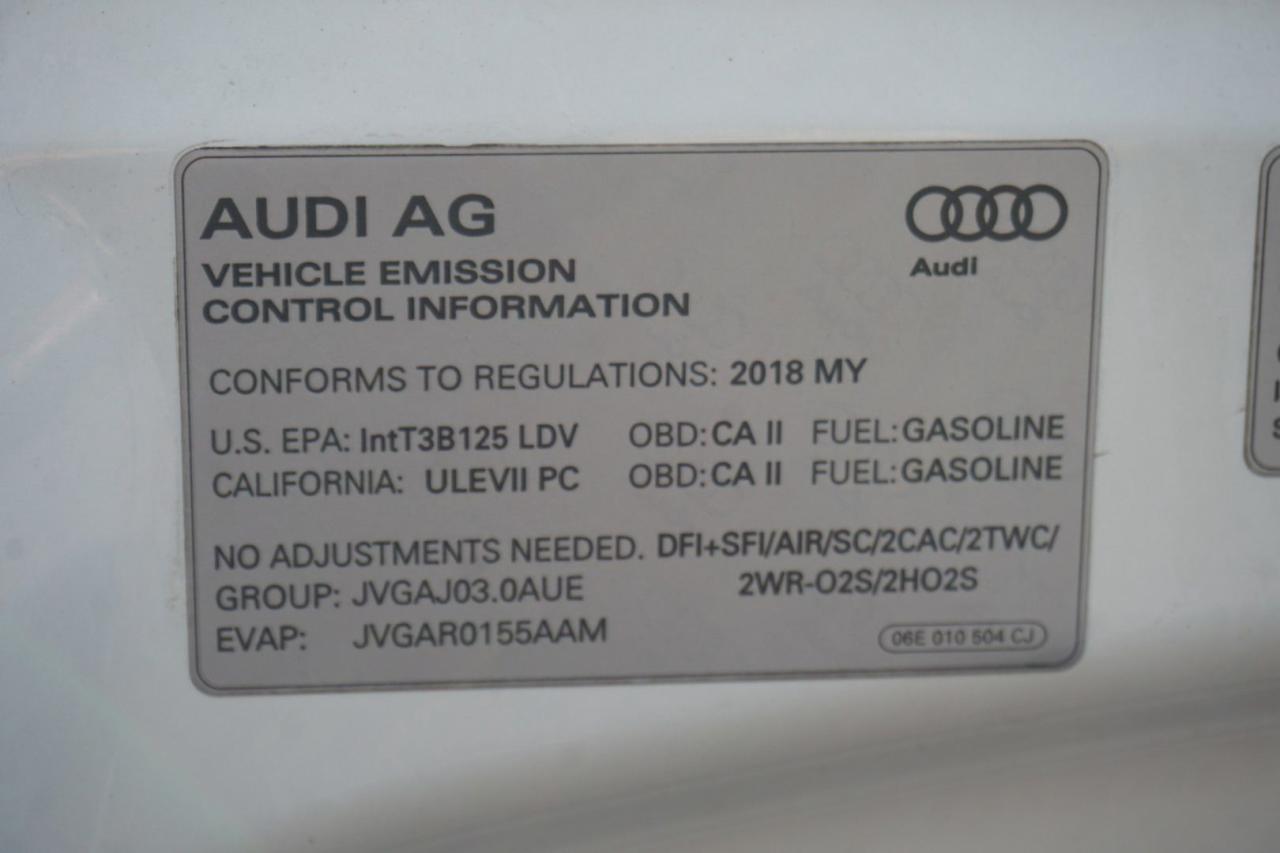 AUDI AG
Audi
VEHICLE EMISSION
CONTROL INFORMATION
CONFORMS TO REGULATIONS: 2018 MY
U.S. EPA: IntT3B125 LDV OBD: CA II FUEL: GASOLINE
CALIFORNIA: ULEVII PC OBD: CA II FUEL: GASOLINE
NO ADJUSTMENTS NEEDED. DFI+SFI/AIR/SC/2CAC/2TWC/
GROUP: JVGAJ03.0AUE 2WR-O2S/2HO2S
EVAP: JVGAR0155AAM
06E 010 504 CJ